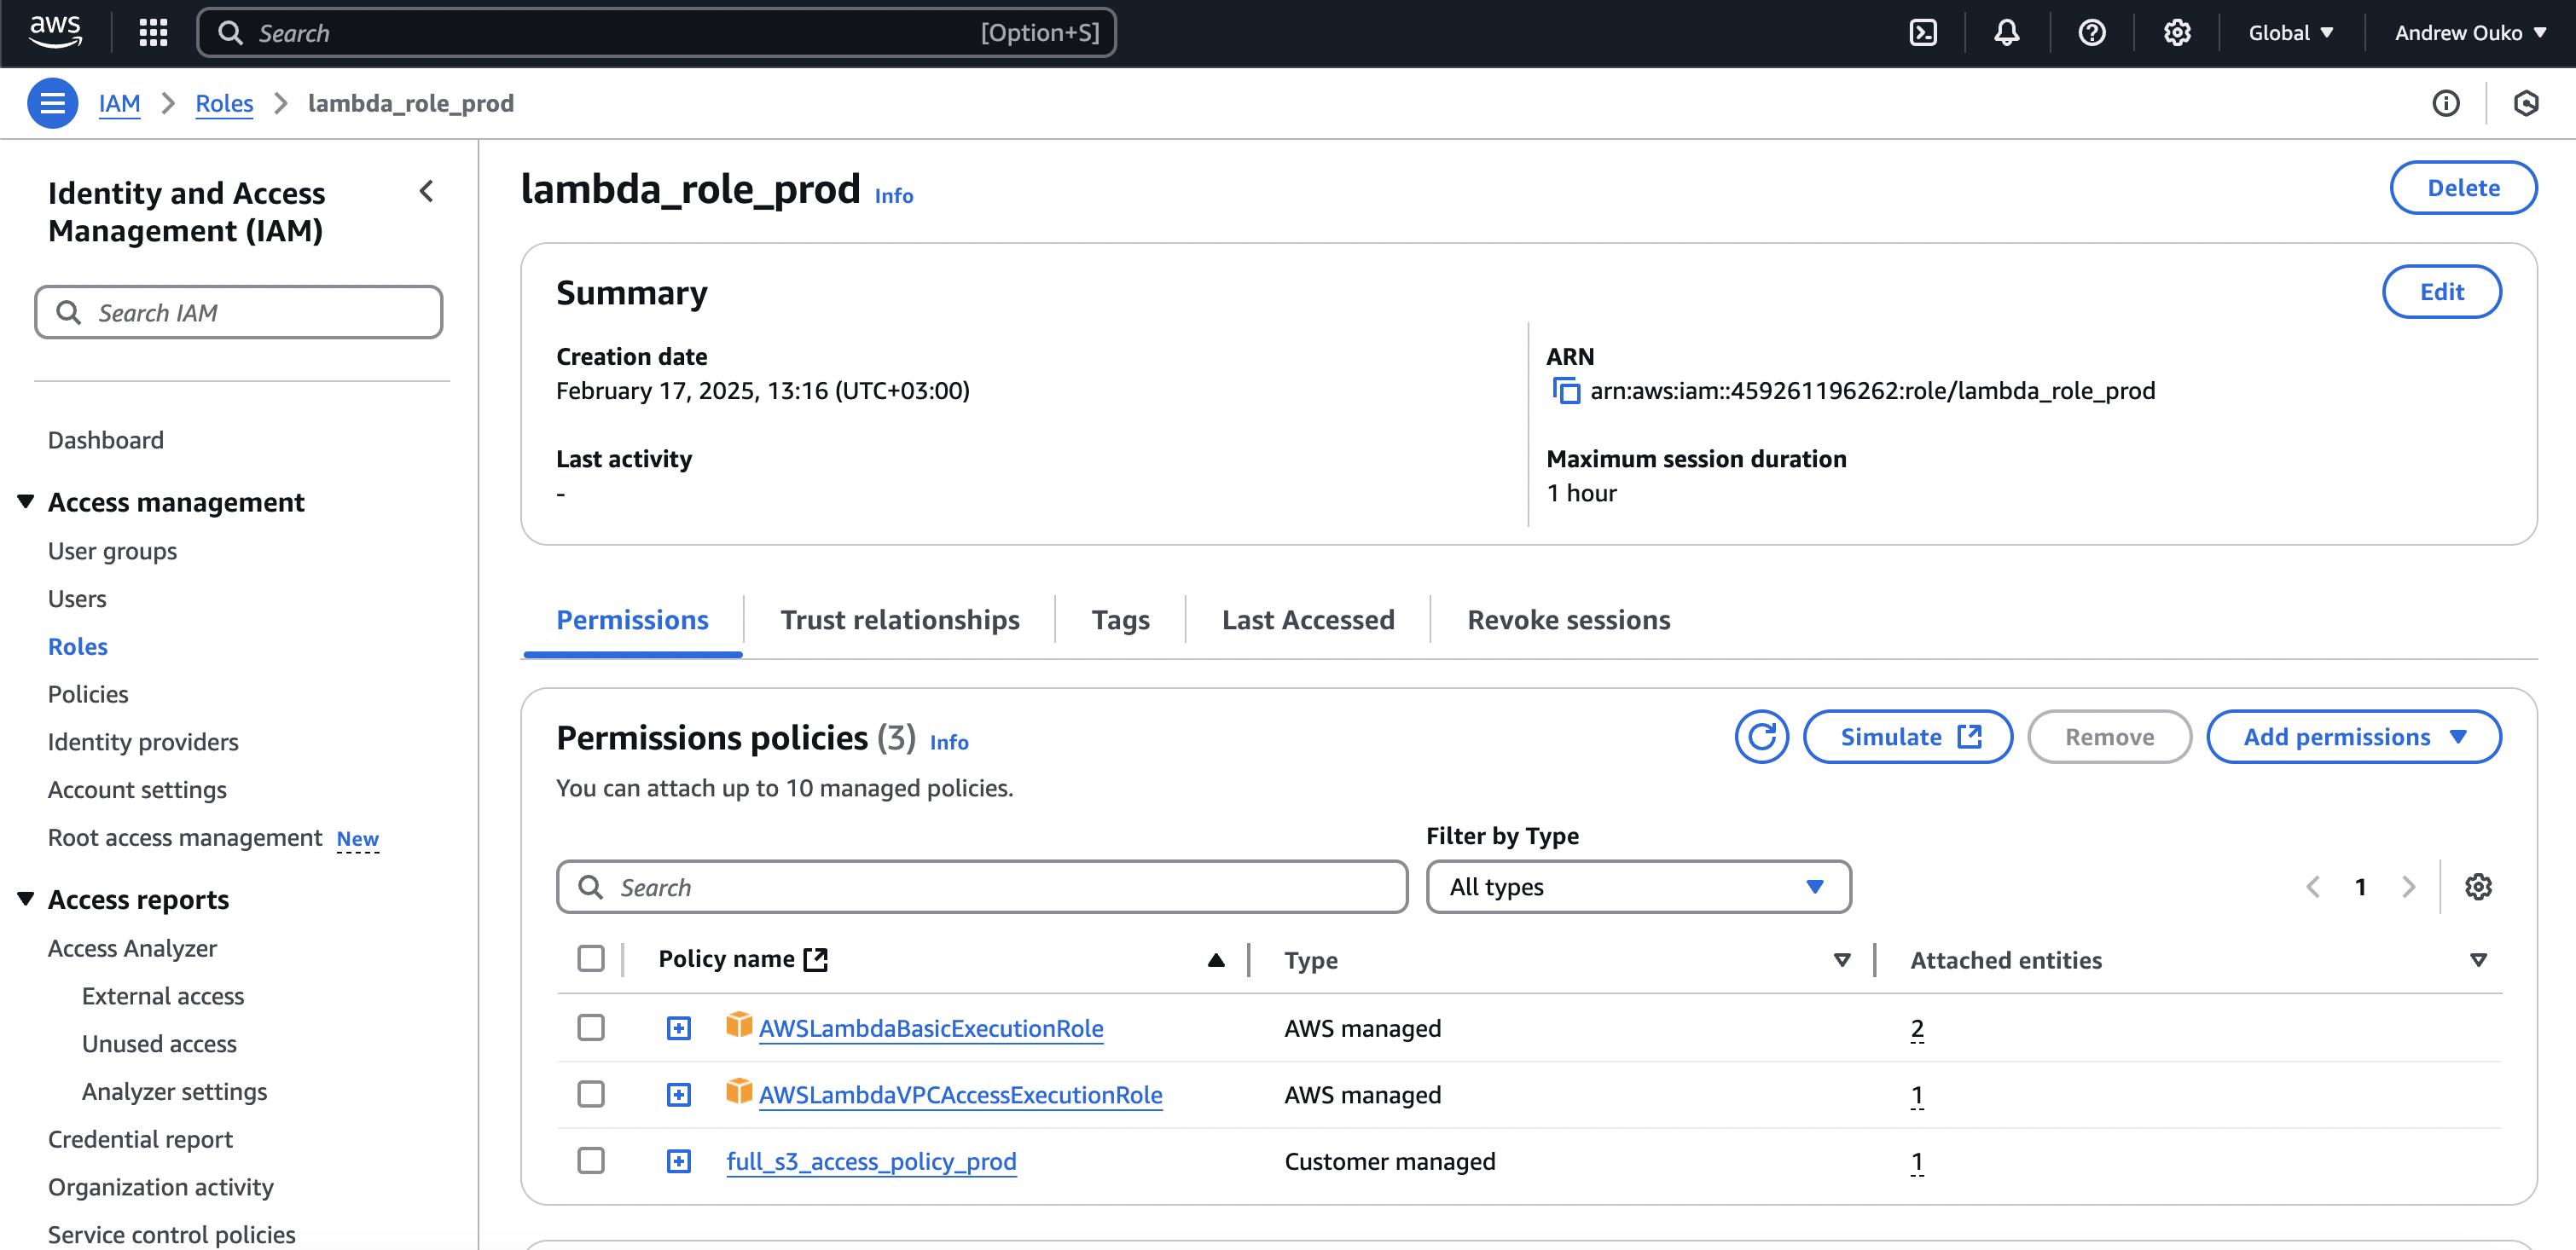 aws
Search [Option+S]
Global
Andrew Ouko
IAM
Roles
lambda_role_prod
Identity and Access
Management (IAM)
Search IAM
Dashboard
Access management
User groups
Users
Roles
Policies
Identity providers
Account settings
Root access management New
Access reports
Access Analyzer
External access
Unused access
Analyzer settings
Credential report
Organization activity
Service control policies
lambda_role_prod Info
Delete
Summary
Edit
Creation date
February 17, 2025, 13:16 (UTC+03:00)
ARN
arn:aws:iam::459261196262:role/lambda_role_prod
Last activity
-
Maximum session duration
1 hour
Permissions
Trust relationships
Tags
Last Accessed
Revoke sessions
Permissions policies (3) Info
Simulate
Remove
Add permissions
You can attach up to 10 managed policies.
Filter by Type
Search
All types
1
Policy name
Type
Attached entities
AWSLambdaBasicExecutionRole
AWS managed
2
AWSLambdaVPCAccessExecutionRole
AWS managed
1
full_s3_access_policy_prod
Customer managed
1